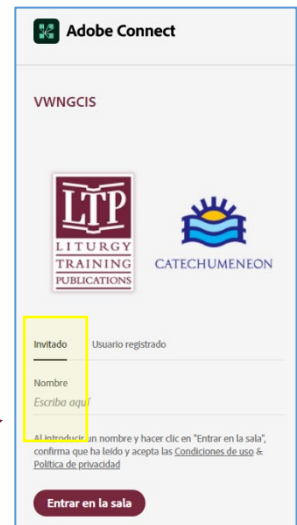 Adobe Connect
VWNGCIS
LTP
LITURGY
TRAINING
PUBLICATIONS
CATECHUMENEON
Invitado Usuario registrado
Nombre
Escriba aquí
Al introducir un nombre y hacer clic en "Entrar en la sala",
confirma que ha leído y acepta las Condiciones de uso &
Política de privacidad
Entrar en la sala